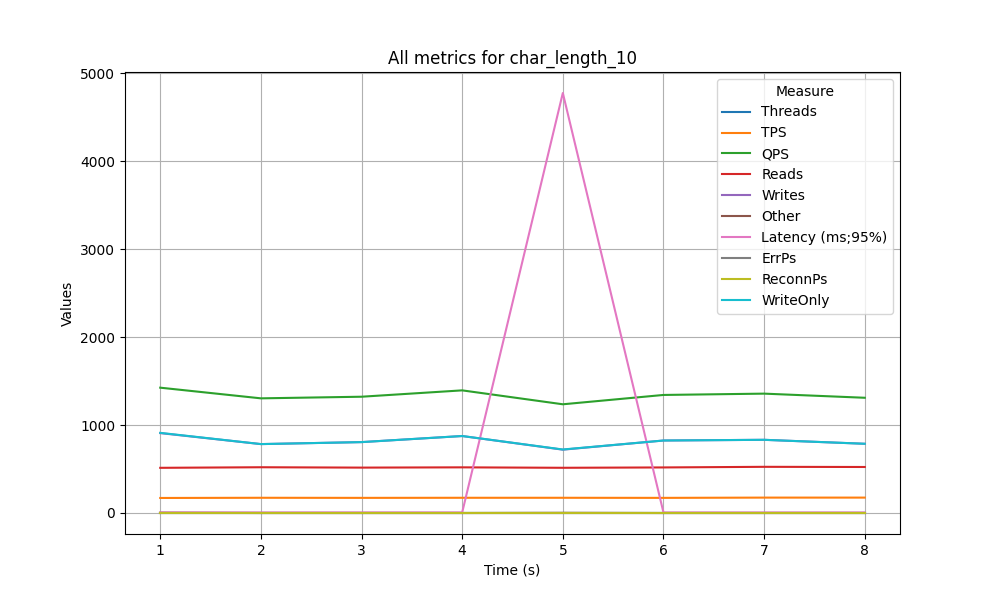 All metrics for char_length_10
5000
4000
3000
2000
1000
0
Values
1 2 3 4 5 6 7 8
Time (s)
Measure
Threads
TPS
QPS
Reads
Writes
Other
Latency (ms;95%)
ErrPs
ReconnPs
WriteOnly